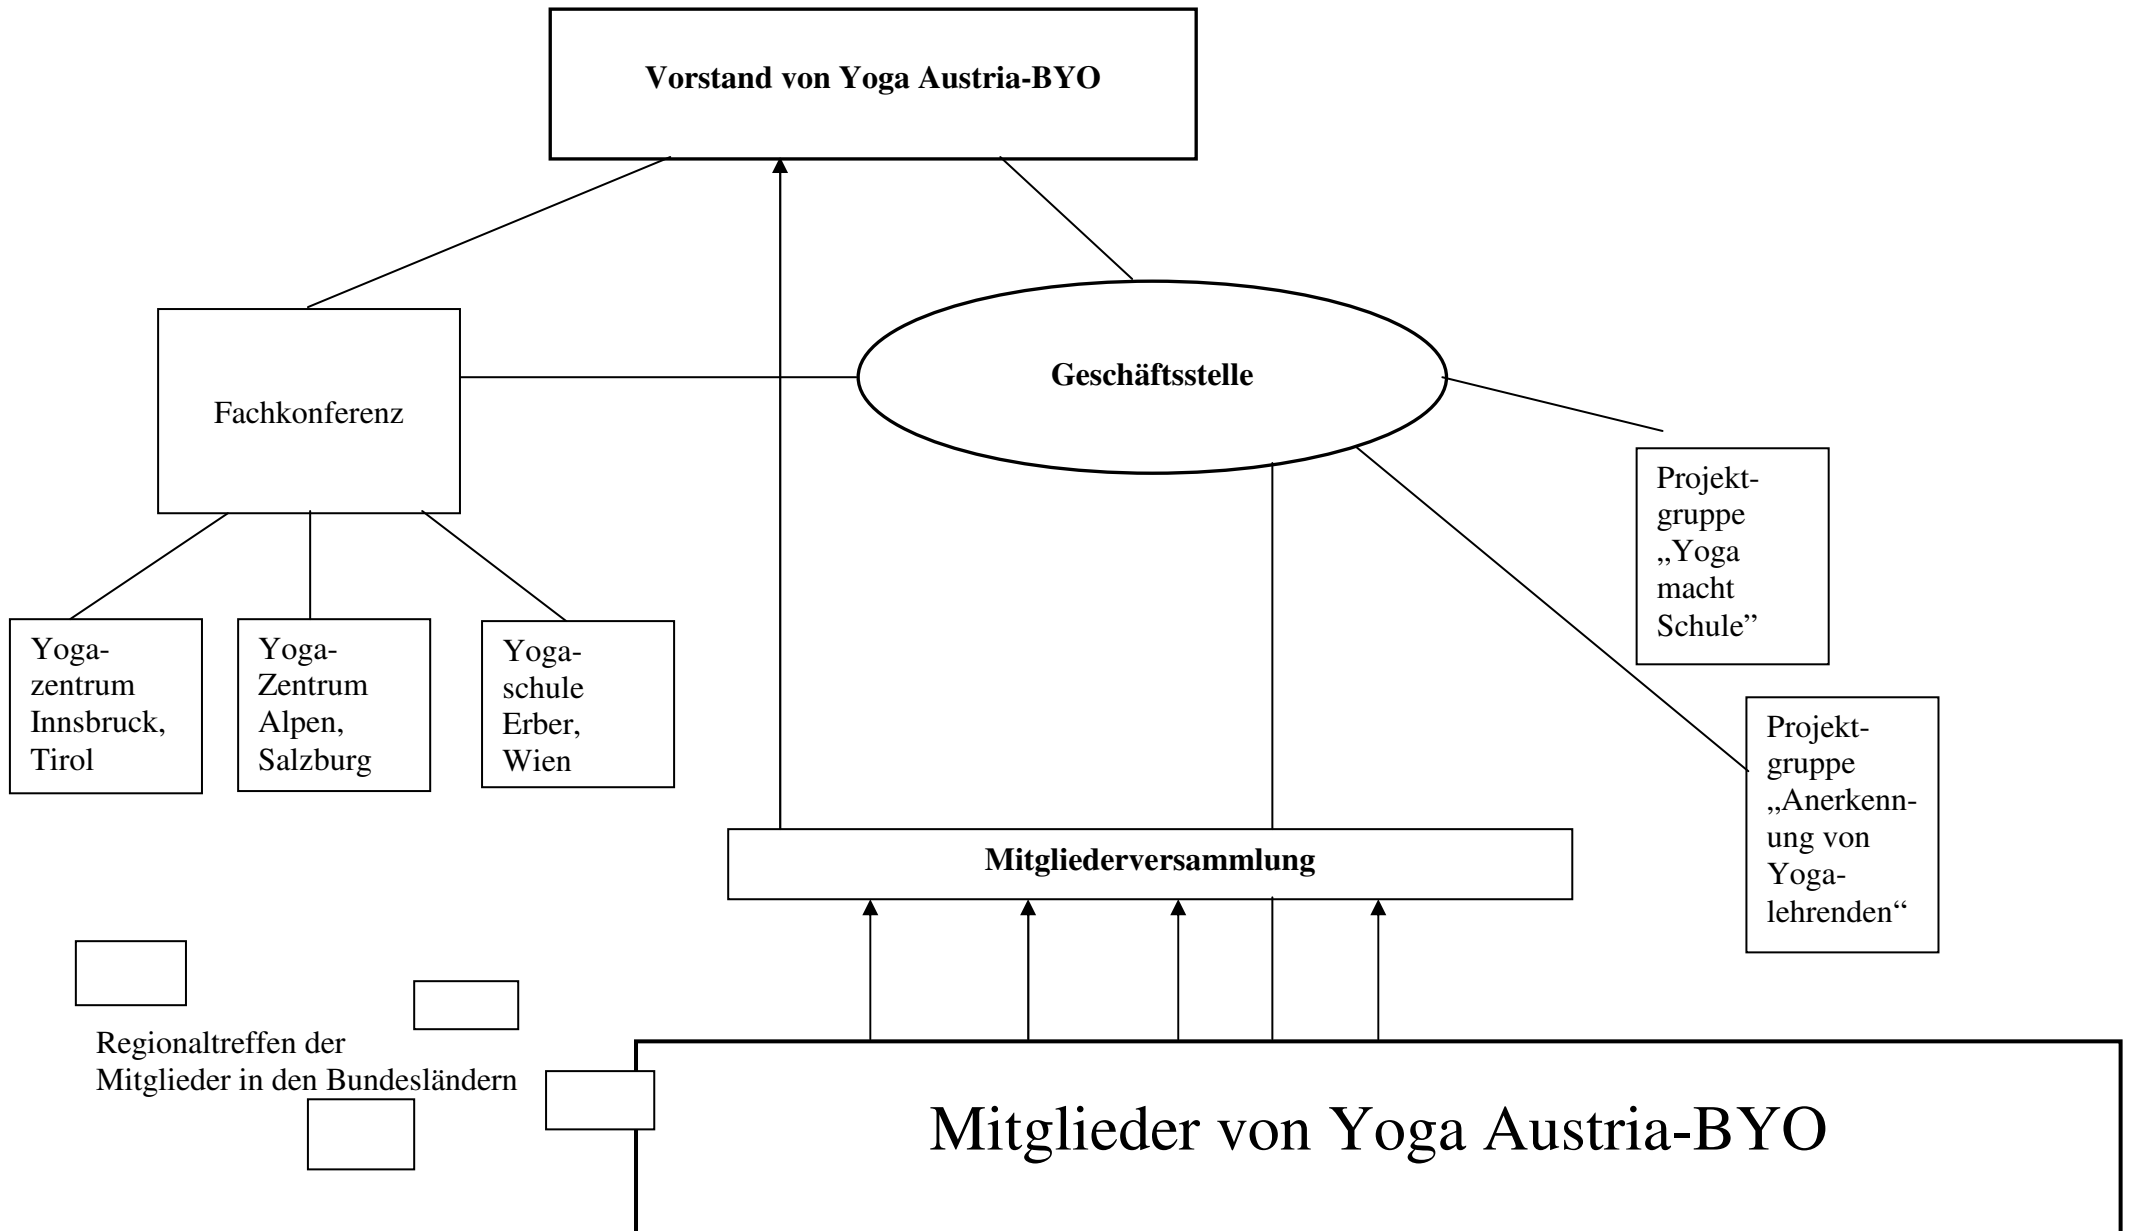 Vorstand von Yoga Austria-BYO
Geschäftsstelle
Fachkonferenz
Projekt-
gruppe
„Yoga
macht
Schule”
Yoga-
zentrum
Innsbruck,
Tirol
Yoga-
Zentrum
Alpen,
Salzburg
Yoga-
schule
Erber,
Wien
Projekt-
gruppe
„Anerkenn-
ung von
Yoga-
lehrenden“
Mitgliederversammlung
Regionaltreffen der
Mitglieder in den Bundesländern
Mitglieder von Yoga Austria-BYO